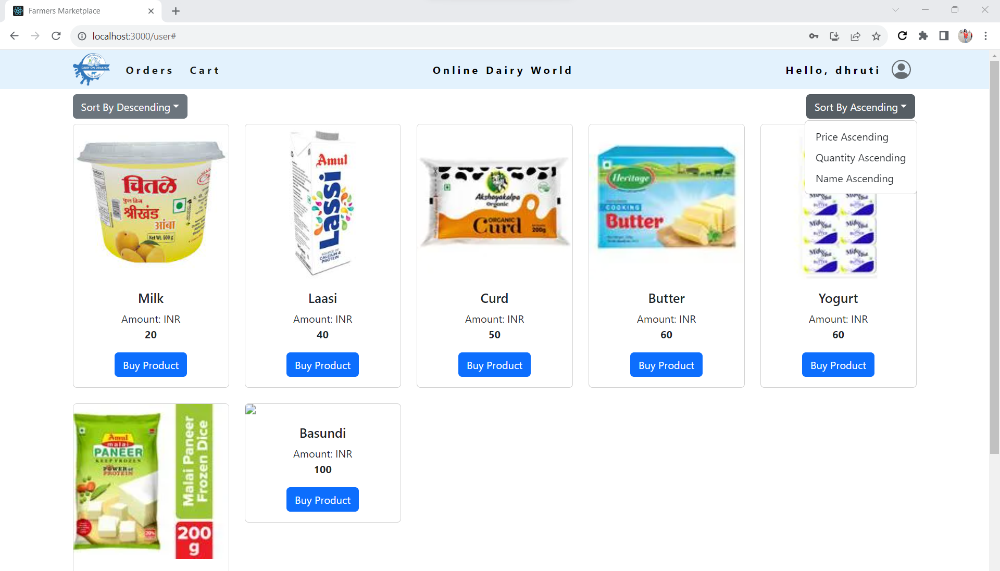 Farmers Marketplace
localhost:3000/user#
DAIRY ON DEMAND
Orders
Cart
Online Dairy World
Hello, dhruti
Sort By Descending
Sort By Ascending
Price Ascending
Quantity Ascending
Name Ascending
चितळे
फुल क्रिम
श्रीखंड
आंबा
Net Wt. 500 g
Amul
Lassi
SOURCE OF
CALCIUM &
PROTEIN
Akshayakalpa
Organic
ORGANIC
Curd
200g
Heritage
COOKING
Butter
Milk
Amount: INR
20
Buy Product
Laasi
Amount: INR
40
Buy Product
Curd
Amount: INR
50
Buy Product
Butter
Amount: INR
60
Buy Product
Yogurt
Amount: INR
60
Buy Product
Amul
malai
PANEER
KEEP FROZEN
POWER of
PROTEIN
Malai Paneer
Frozen Dice
200
g
Basundi
Amount: INR
100
Buy Product